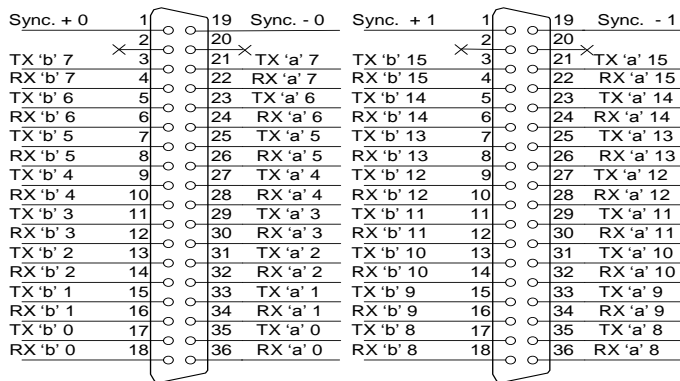 Sync. + 0 1 19 Sync. - 0 Sync. + 1 1 19 Sync. - 1
2 20 2 20
TX 'b' 7 3 21 TX 'a' 7 TX 'b' 15 3 21 TX 'a' 15
RX 'b' 7 4 22 RX 'a' 7 RX 'b' 15 4 22 RX 'a' 15
TX 'b' 6 5 23 TX 'a' 6 TX 'b' 14 5 23 TX 'a' 14
RX 'b' 6 6 24 RX 'a' 6 RX 'b' 14 6 24 RX 'a' 14
TX 'b' 5 7 25 TX 'a' 5 TX 'b' 13 7 25 TX 'a' 13
RX 'b' 5 8 26 RX 'a' 5 RX 'b' 13 8 26 RX 'a' 13
TX 'b' 4 9 27 TX 'a' 4 TX 'b' 12 9 27 TX 'a' 12
RX 'b' 4 10 28 RX 'a' 4 RX 'b' 12 10 28 RX 'a' 12
TX 'b' 3 11 29 TX 'a' 3 TX 'b' 11 11 29 TX 'a' 11
RX 'b' 3 12 30 RX 'a' 3 RX 'b' 11 12 30 RX 'a' 11
TX 'b' 2 13 31 TX 'a' 2 TX 'b' 10 13 31 TX 'a' 10
RX 'b' 2 14 32 RX 'a' 2 RX 'b' 10 14 32 RX 'a' 10
TX 'b' 1 15 33 TX 'a' 1 TX 'b' 9 15 33 TX 'a' 9
RX 'b' 1 16 34 RX 'a' 1 RX 'b' 9 16 34 RX 'a' 9
TX 'b' 0 17 35 TX 'a' 0 TX 'b' 8 17 35 TX 'a' 8
RX 'b' 0 18 36 RX 'a' 0 RX 'b' 8 18 36 RX 'a' 8